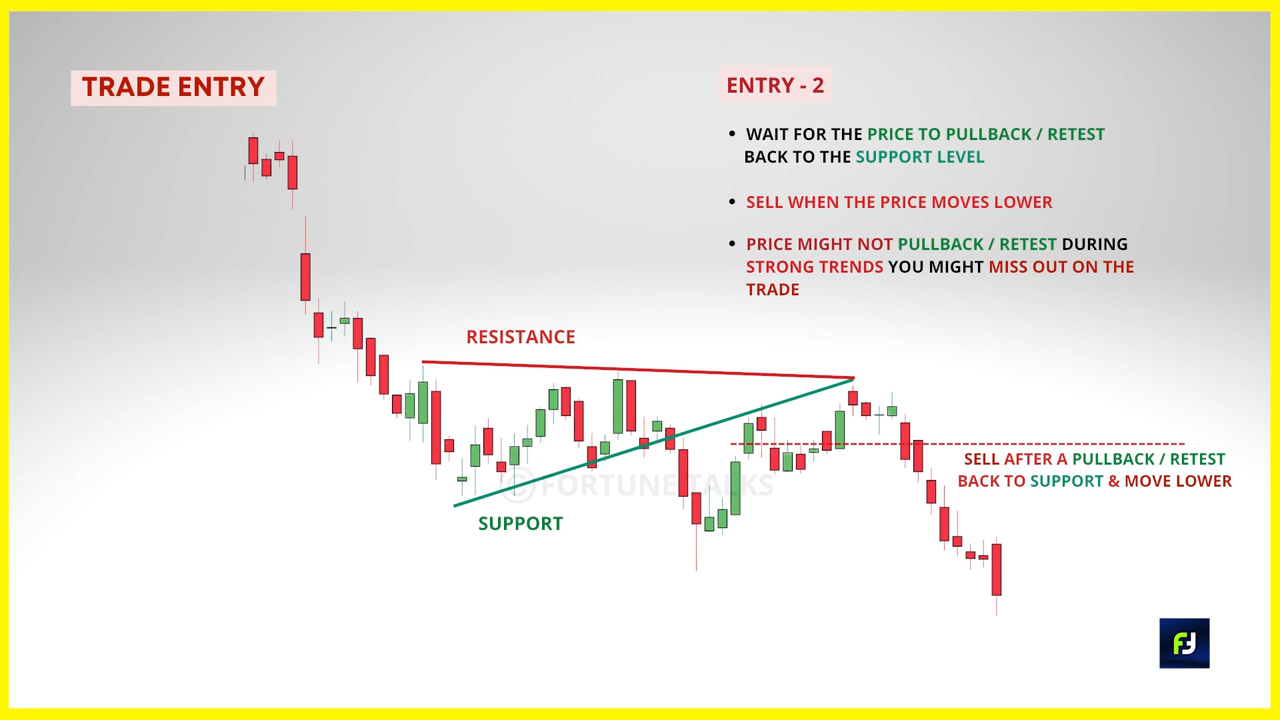 TRADE ENTRY
ENTRY - 2
• WAIT FOR THE PRICE TO PULLBACK / RETEST
BACK TO THE SUPPORT LEVEL
• SELL WHEN THE PRICE MOVES LOWER
• PRICE MIGHT NOT PULLBACK / RETEST DURING
STRONG TRENDS YOU MIGHT MISS OUT ON THE
TRADE
RESISTANCE
SELL AFTER A PULLBACK / RETEST
BACK TO SUPPORT & MOVE LOWER
© FORTUNE TALKS
SUPPORT